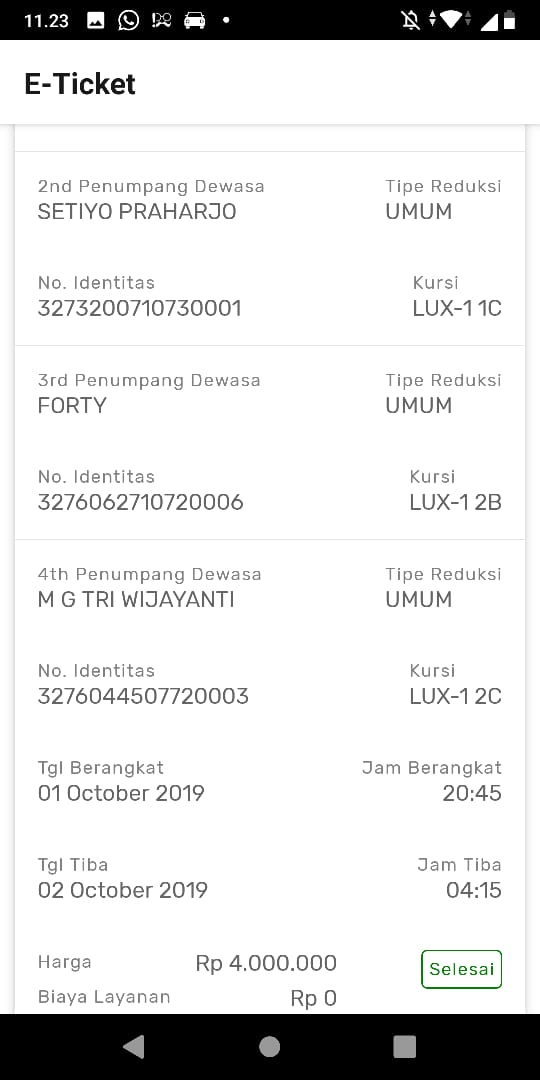 11.23
E-Ticket
2nd Penumpang Dewasa Tipe Reduksi
SETIYO PRAHARJO UMUM
No. Identitas Kursi
3273200710730001 LUX-1 1C
3rd Penumpang Dewasa Tipe Reduksi
FORTY UMUM
No. Identitas Kursi
3276062710720006 LUX-1 2B
4th Penumpang Dewasa Tipe Reduksi
M G TRI WIJAYANTI UMUM
No. Identitas Kursi
3276044507720003 LUX-1 2C
Tgl Berangkat Jam Berangkat
01 October 2019 20:45
Tgl Tiba Jam Tiba
02 October 2019 04:15
Harga Rp 4.000.000 Selesai
Biaya Layanan Rp 0